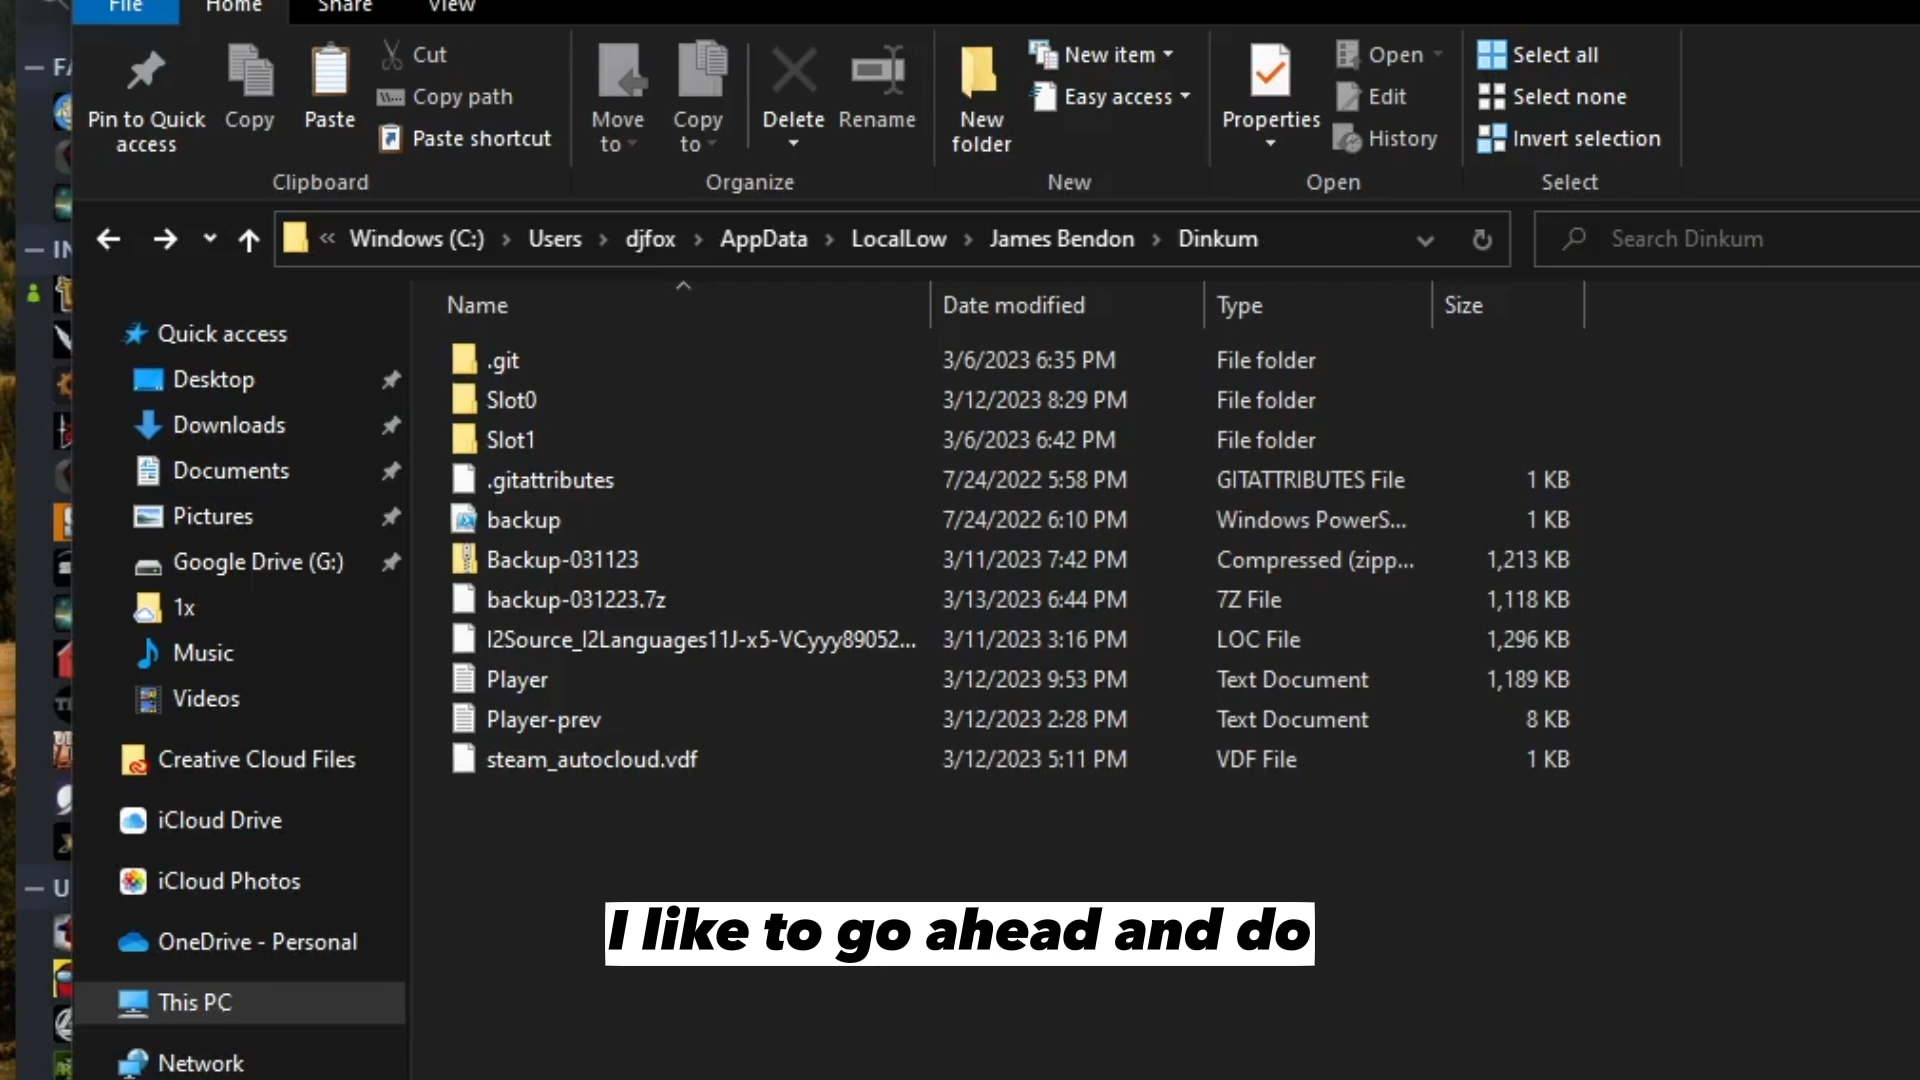 File Home Share View
Pin to Quick access
Copy
Paste
Cut
Copy path
Paste shortcut
Clipboard
Move to
Copy to
Delete
Rename
Organize
New folder
New item
Easy access
New
Properties
Open
Edit
History
Open
Select all
Select none
Invert selection
Select
« Windows (C:) > Users > djfox > AppData > LocalLow > James Bendon > Dinkum
Search Dinkum
Quick access
Desktop
Downloads
Documents
Pictures
Google Drive (G:)
1x
Music
Videos
Creative Cloud Files
iCloud Drive
iCloud Photos
OneDrive - Personal
This PC
Network
Name Date modified Type Size
.git 3/6/2023 6:35 PM File folder
Slot0 3/12/2023 8:29 PM File folder
Slot1 3/6/2023 6:42 PM File folder
.gitattributes 7/24/2022 5:58 PM GITATTRIBUTES File 1 KB
backup 7/24/2022 6:10 PM Windows PowerS... 1 KB
Backup-031123 3/11/2023 7:42 PM Compressed (zipp... 1,213 KB
backup-031223.7z 3/13/2023 6:44 PM 7Z File 1,118 KB
I2Source_I2Languages11J-x5-VCyyy89052... 3/11/2023 3:16 PM LOC File 1,296 KB
Player 3/12/2023 9:53 PM Text Document 1,189 KB
Player-prev 3/12/2023 2:28 PM Text Document 8 KB
steam_autocloud.vdf 3/12/2023 5:11 PM VDF File 1 KB
I like to go ahead and do